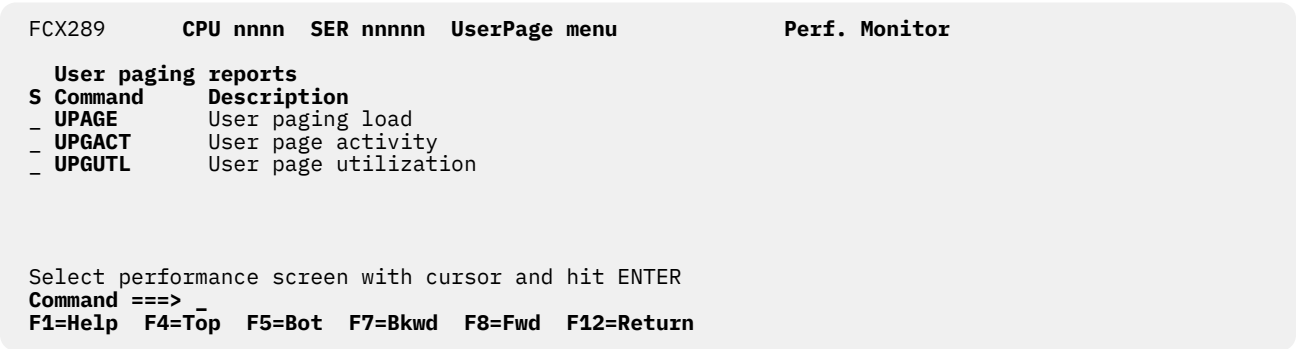 FCX289      CPU nnnn  SER nnnnn  UserPage menu             Perf. Monitor
  User paging reports
S Command     Description
_ UPAGE       User paging load
_ UPGACT      User page activity
_ UPGUTL      User page utilization
Select performance screen with cursor and hit ENTER
Command ===> _
F1=Help  F4=Top  F5=Bot  F7=Bkwd  F8=Fwd  F12=Return